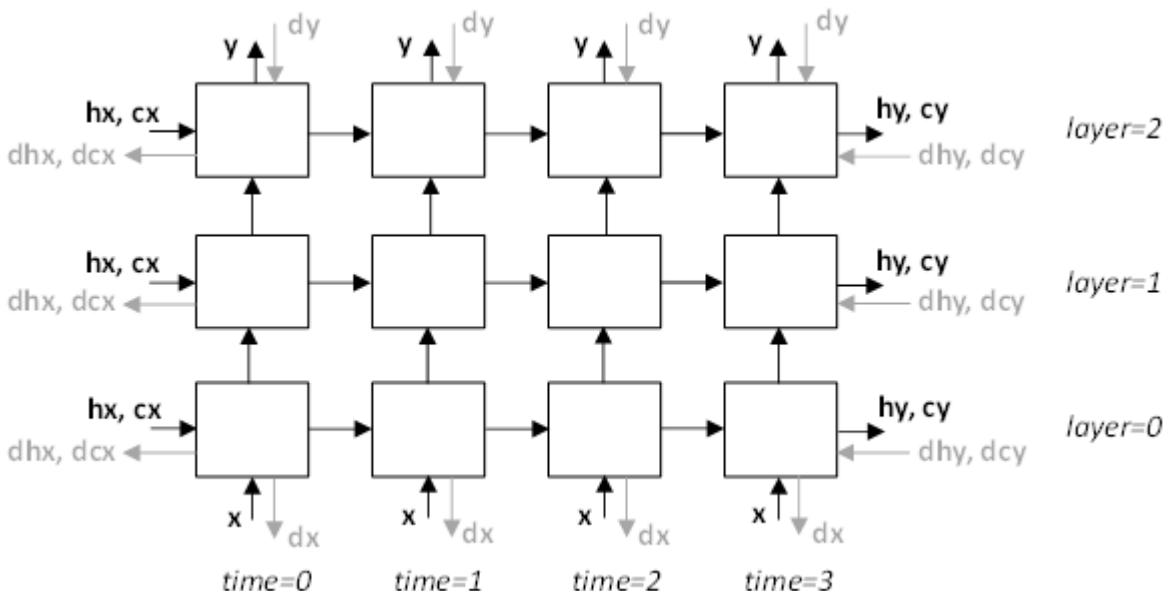 dy dy dy dy
y y y y
hx, cx hy, cy layer=2
dhx, dcx dhy, dcy
hx, cx hy, cy layer=1
dhx, dcx dhy, dcy
hx, cx hy, cy layer=0
dhx, dcx dhy, dcy
x x x x
dx dx dx dx
time=0 time=1 time=2 time=3